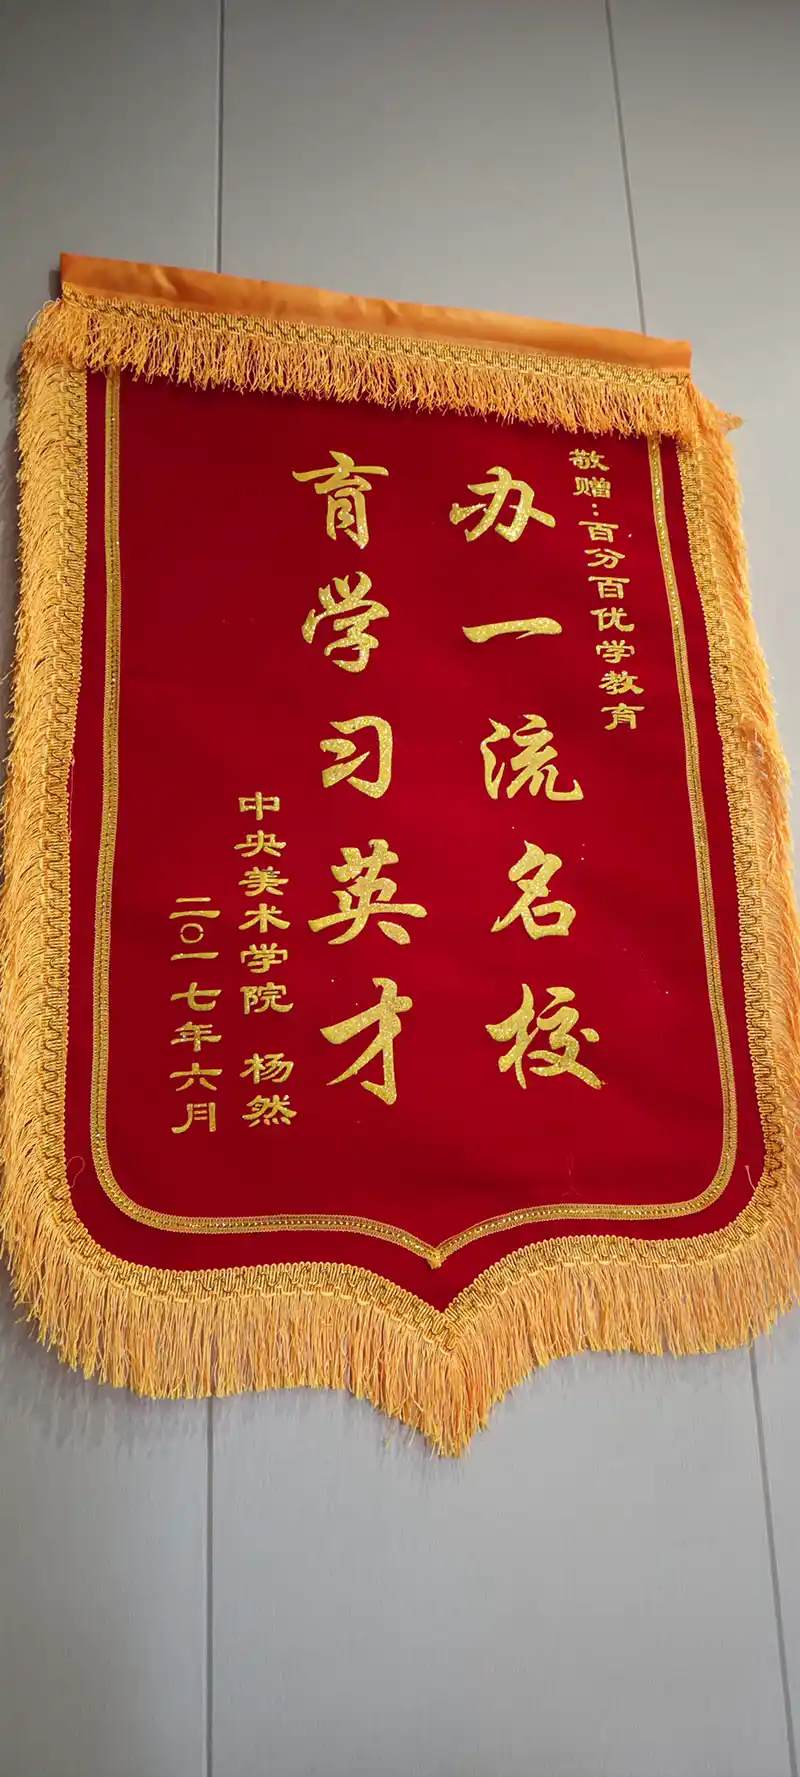 敬赠:百分百优学教育
办一流名校
育学习英才
中央美术学院 杨然
二〇一七年六月